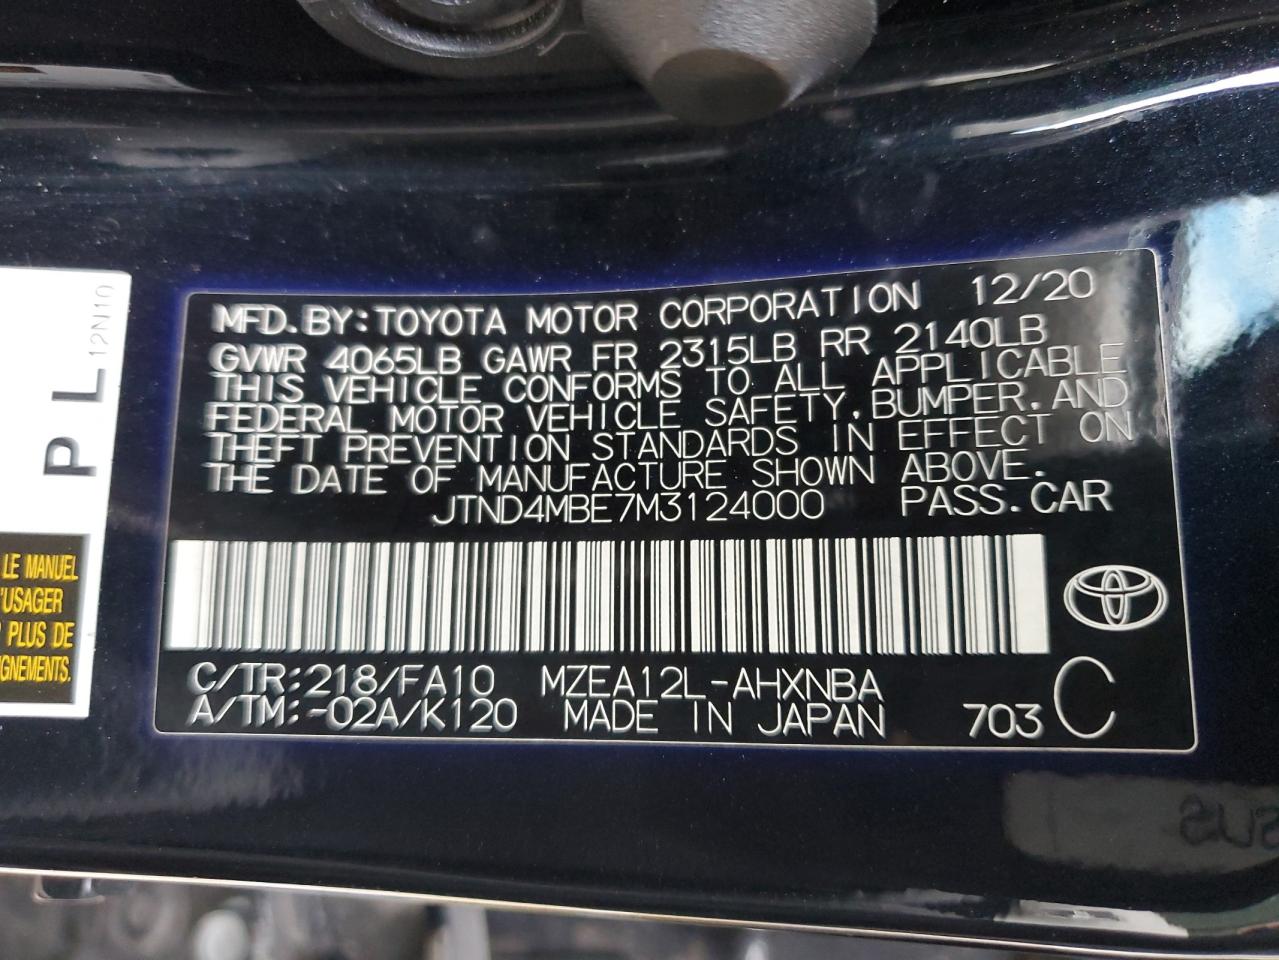 MFD.BY:TOYOTA MOTOR CORPORATION 12/20
GVWR 4065LB GAWR FR 2315LB RR 2140LB
THIS VEHICLE CONFORMS TO ALL APPLICABLE
FEDERAL MOTOR VEHICLE SAFETY,BUMPER,AND
THEFT PREVENTION STANDARDS IN EFFECT ON
THE DATE OF MANUFACTURE SHOWN ABOVE.
JTND4MBE7M3124000 PASS.CAR
C/TR:218/FA10 MZEA12L-AHXNBA
A/TM:-02A/K120 MADE IN JAPAN 703 C
P L 12N10
LE MANUEL
'USAGER
PLUS DE
GNEMENTS.